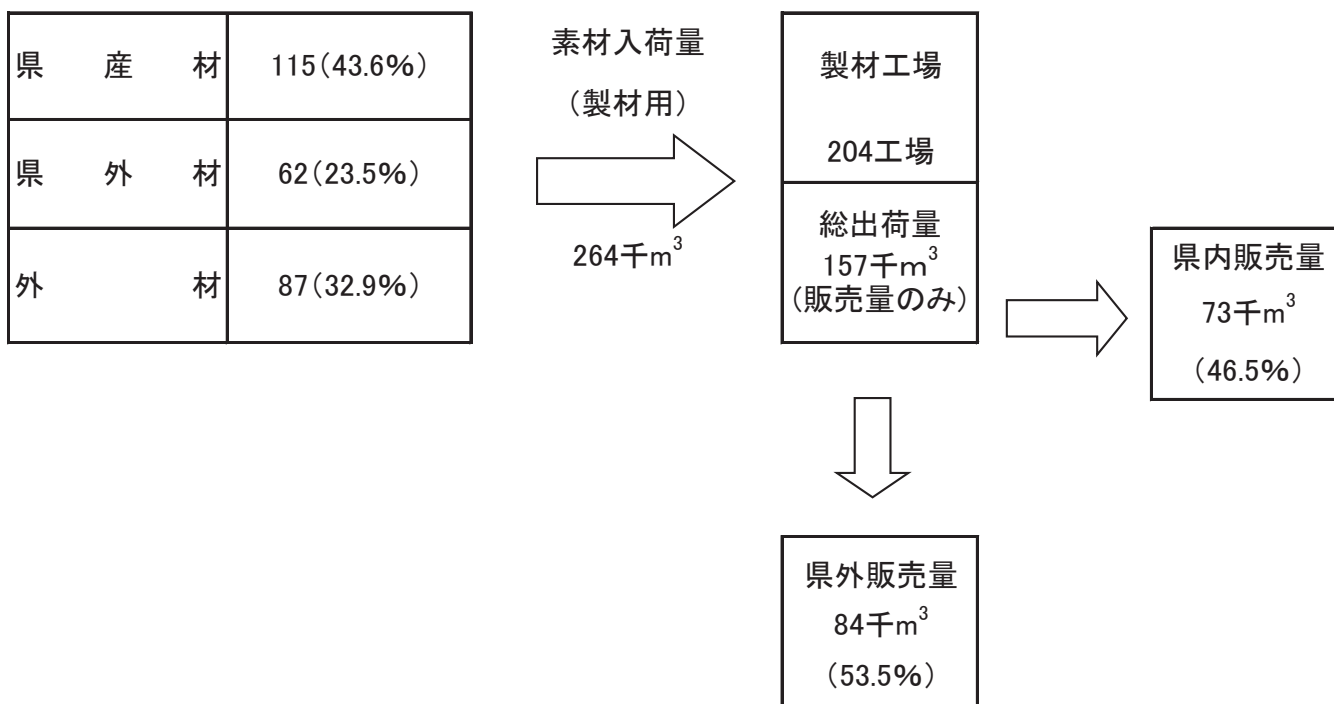 県産材 115(43.6%)
県外材 62(23.5%)
外材 87(32.9%)
素材入荷量
(製材用)
264千m³
製材工場
204工場
総出荷量
157千m³
(販売量のみ)
県内販売量
73千m³
(46.5%)
県外販売量
84千m³
(53.5%)